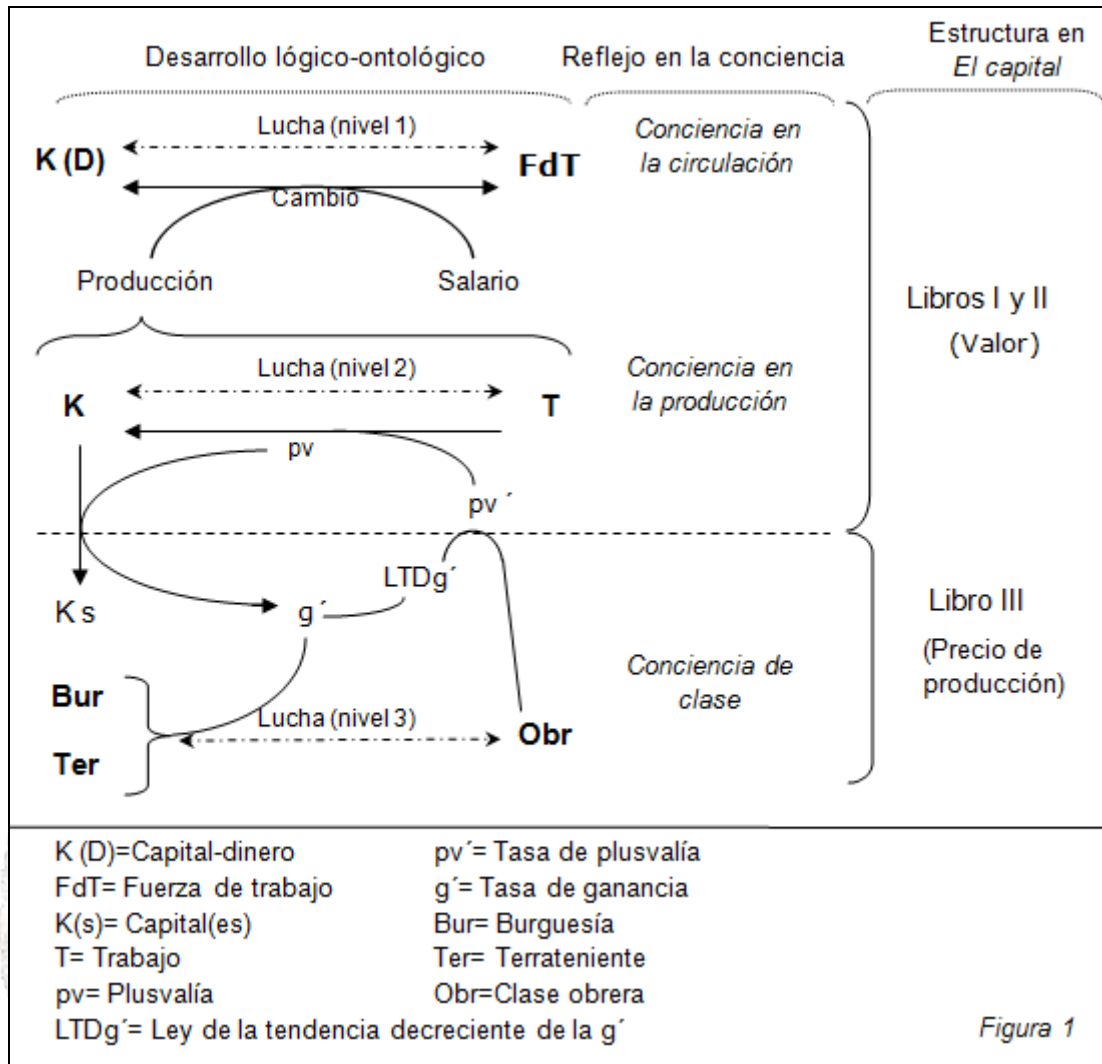 Desarrollo lógico-ontológico
Reflejo en la conciencia
Estructura en
El capital
Lucha (nivel 1)
K (D)
FdT
Cambio
Conciencia en
la circulación
Producción
Salario
Libros I y II
(Valor)
Lucha (nivel 2)
K
T
Conciencia en
la producción
pv
pv´
LTDg´
Ks
g´
Libro III
(Precio de
producción)
Conciencia de
clase
Bur
Lucha (nivel 3)
Obr
Ter
K (D)=Capital-dinero
pv´= Tasa de plusvalía
FdT= Fuerza de trabajo
g´= Tasa de ganancia
K(s)= Capital(es)
Bur= Burguesía
T= Trabajo
Ter= Terrateniente
pv= Plusvalía
Obr=Clase obrera
LTDg´= Ley de la tendencia decreciente de la g´
Figura 1